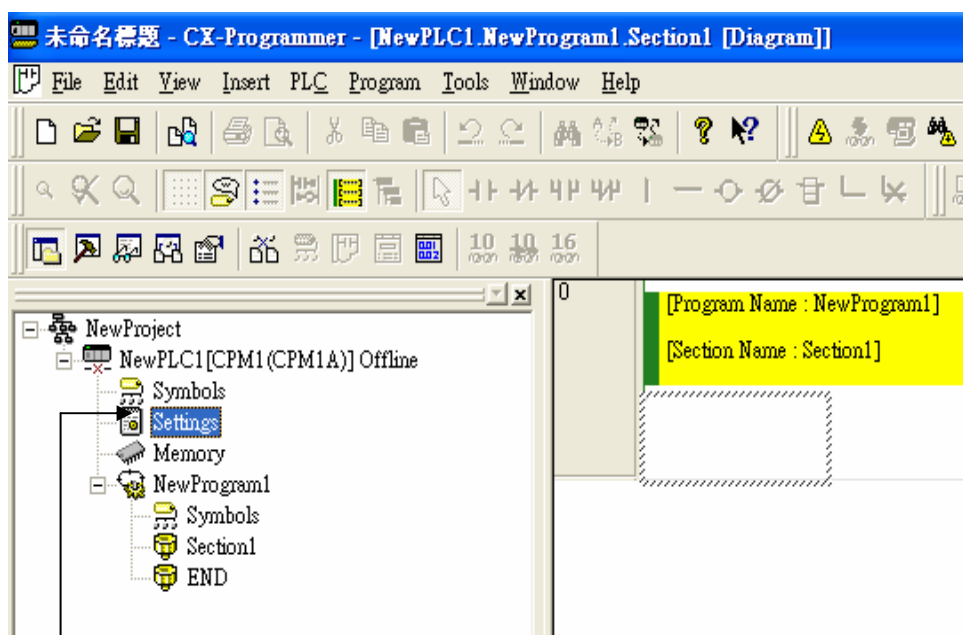 未命名標題 - CX-Programmer - [NewPLC1.NewProgram1.Section1 [Diagram]]
File Edit View Insert PLC Program Tools Window Help
10 10 16
0
[Program Name : NewProgram1]
[Section Name : Section1]
NewProject
NewPLC1[CPM1(CPM1A)] Offline
Symbols
Settings
Memory
NewProgram1
Symbols
Section1
END